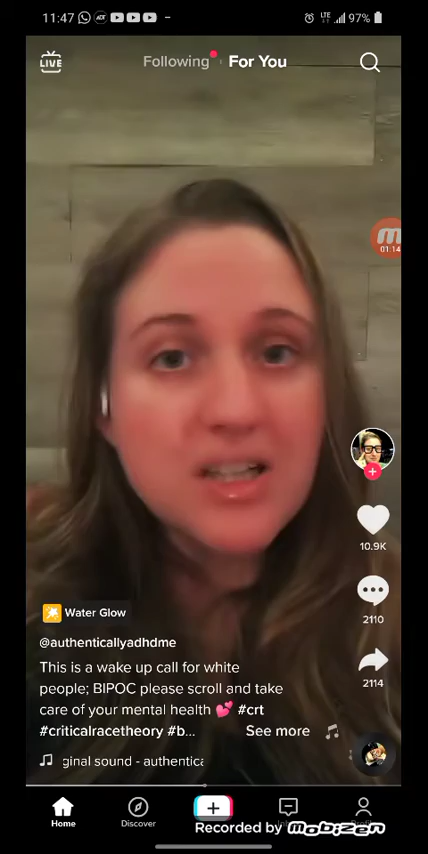 11:47
LTE
97%
LIVE
Following
For You
01:14
10.9K
2110
2114
Water Glow
@authenticallyadhdme
This is a wake up call for white
people; BIPOC please scroll and take
care of your mental health 💕 #crt
#criticalracetheory #b... See more
ginal sound - authentica
Home
Discover
Recorded by mobizen